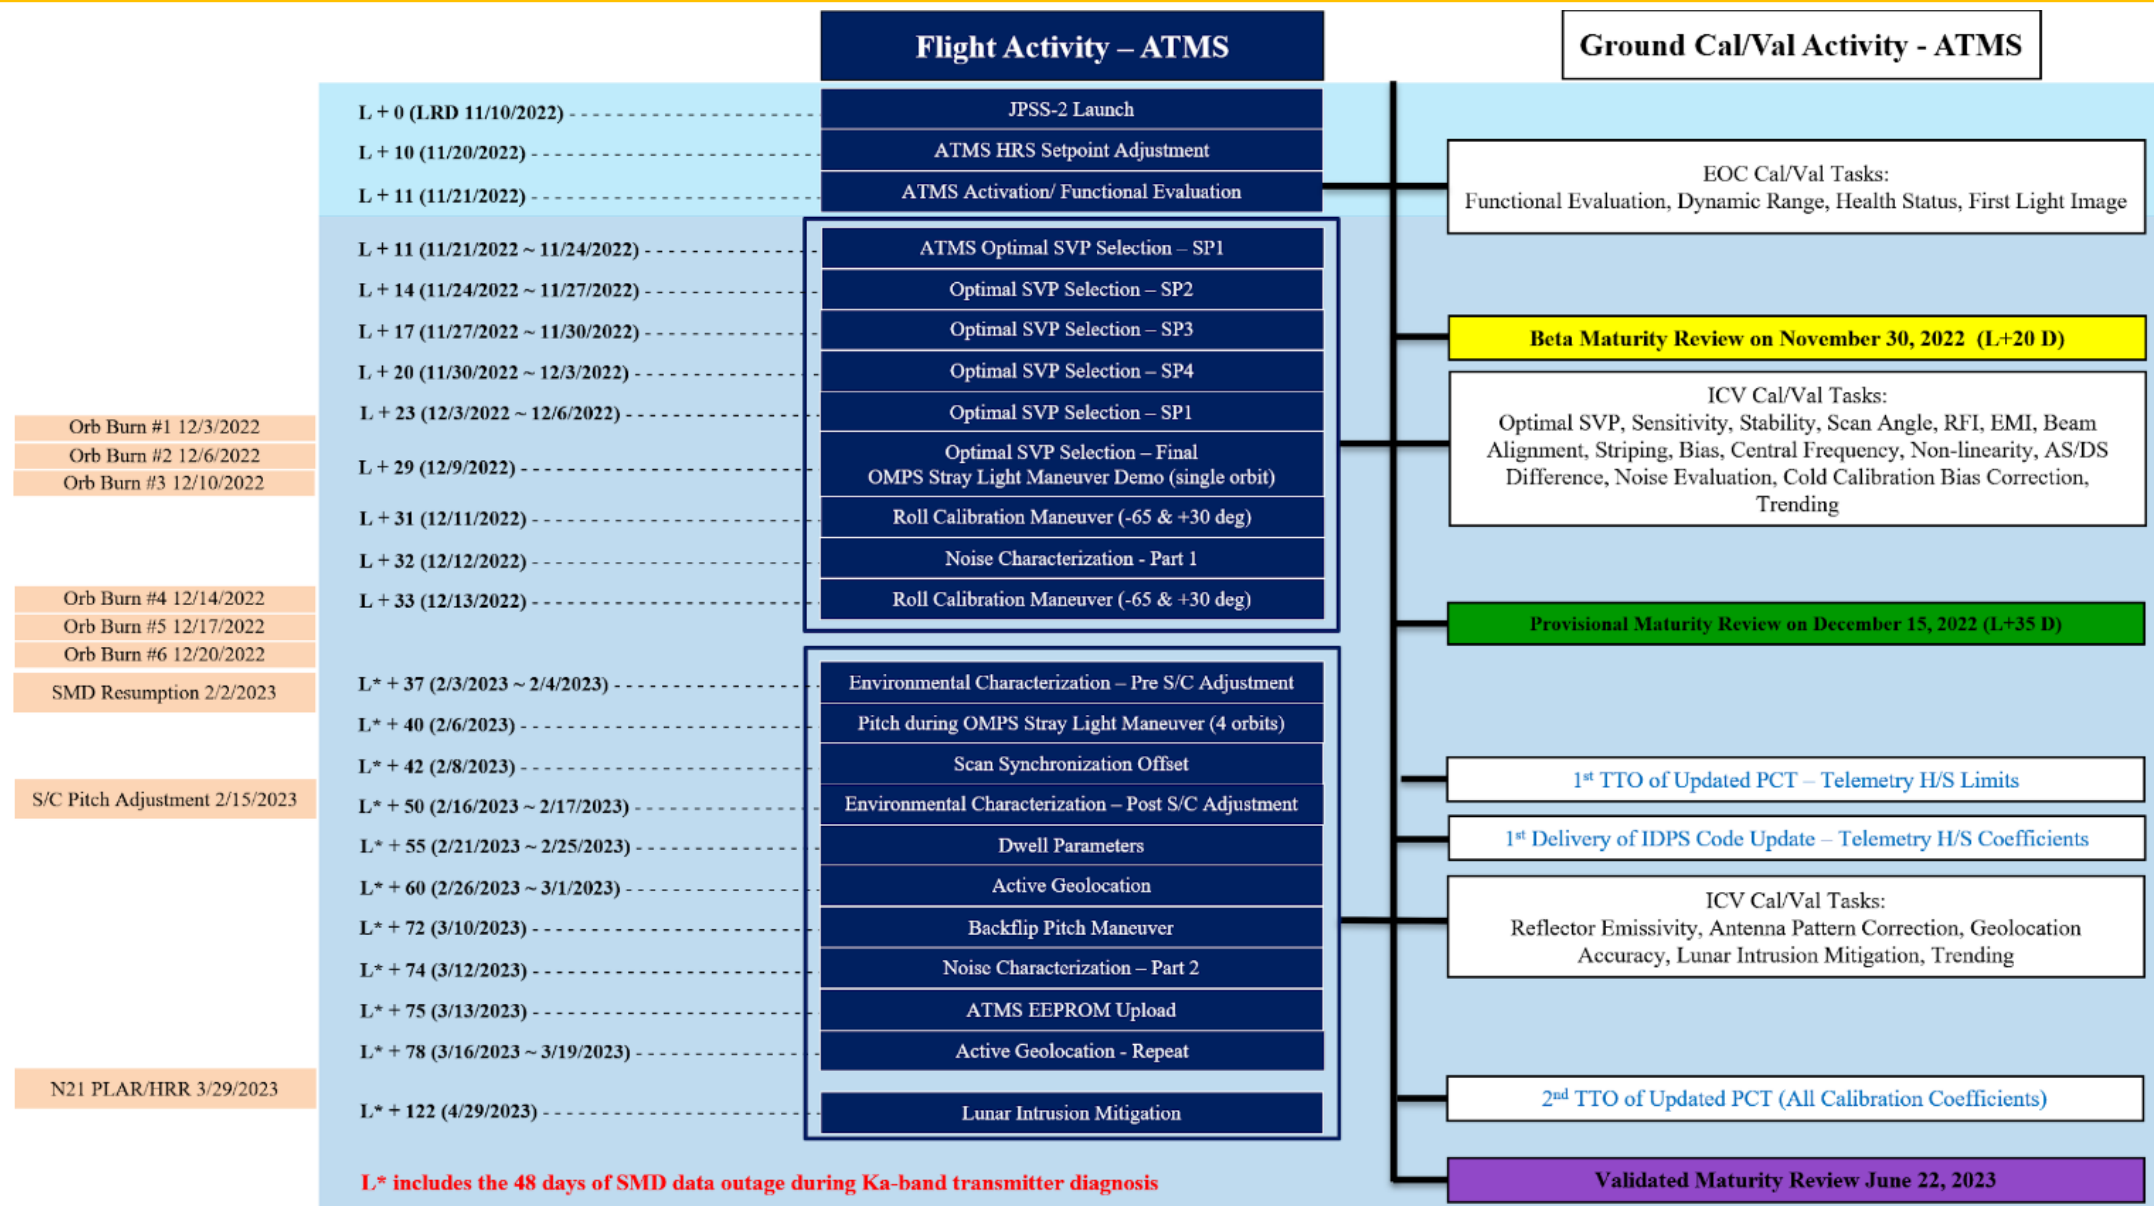 Flight Activity – ATMS
Ground Cal/Val Activity - ATMS
L + 0 (LRD 11/10/2022)
JPSS-2 Launch
L + 10 (11/20/2022)
ATMS HRS Setpoint Adjustment
L + 11 (11/21/2022)
ATMS Activation/ Functional Evaluation
EOC Cal/Val Tasks:
Functional Evaluation, Dynamic Range, Health Status, First Light Image
L + 11 (11/21/2022 ~ 11/24/2022)
ATMS Optimal SVP Selection – SP1
L + 14 (11/24/2022 ~ 11/27/2022)
Optimal SVP Selection – SP2
L + 17 (11/27/2022 ~ 11/30/2022)
Optimal SVP Selection – SP3
Beta Maturity Review on November 30, 2022 (L+20 D)
L + 20 (11/30/2022 ~ 12/3/2022)
Optimal SVP Selection – SP4
L + 23 (12/3/2022 ~ 12/6/2022)
Optimal SVP Selection – SP1
ICV Cal/Val Tasks:
Optimal SVP, Sensitivity, Stability, Scan Angle, RFI, EMI, Beam
Alignment, Striping, Bias, Central Frequency, Non-linearity, AS/DS
Difference, Noise Evaluation, Cold Calibration Bias Correction,
Trending
Orb Burn #1 12/3/2022
Orb Burn #2 12/6/2022
Orb Burn #3 12/10/2022
L + 29 (12/9/2022)
Optimal SVP Selection – Final
OMPS Stray Light Maneuver Demo (single orbit)
L + 31 (12/11/2022)
Roll Calibration Maneuver (-65 & +30 deg)
L + 32 (12/12/2022)
Noise Characterization - Part 1
L + 33 (12/13/2022)
Roll Calibration Maneuver (-65 & +30 deg)
Orb Burn #4 12/14/2022
Orb Burn #5 12/17/2022
Orb Burn #6 12/20/2022
Provisional Maturity Review on December 15, 2022 (L+35 D)
SMD Resumption 2/2/2023
L* + 37 (2/3/2023 ~ 2/4/2023)
Environmental Characterization – Pre S/C Adjustment
L* + 40 (2/6/2023)
Pitch during OMPS Stray Light Maneuver (4 orbits)
L* + 42 (2/8/2023)
Scan Synchronization Offset
1st TTO of Updated PCT – Telemetry H/S Limits
S/C Pitch Adjustment 2/15/2023
L* + 50 (2/16/2023 ~ 2/17/2023)
Environmental Characterization – Post S/C Adjustment
L* + 55 (2/21/2023 ~ 2/25/2023)
Dwell Parameters
1st Delivery of IDPS Code Update – Telemetry H/S Coefficients
L* + 60 (2/26/2023 ~ 3/1/2023)
Active Geolocation
ICV Cal/Val Tasks:
Reflector Emissivity, Antenna Pattern Correction, Geolocation
Accuracy, Lunar Intrusion Mitigation, Trending
L* + 72 (3/10/2023)
Backflip Pitch Maneuver
L* + 74 (3/12/2023)
Noise Characterization – Part 2
L* + 75 (3/13/2023)
ATMS EEPROM Upload
L* + 78 (3/16/2023 ~ 3/19/2023)
Active Geolocation - Repeat
N21 PLAR/HRR 3/29/2023
L* + 122 (4/29/2023)
Lunar Intrusion Mitigation
2nd TTO of Updated PCT (All Calibration Coefficients)
L* includes the 48 days of SMD data outage during Ka-band transmitter diagnosis
Validated Maturity Review June 22, 2023